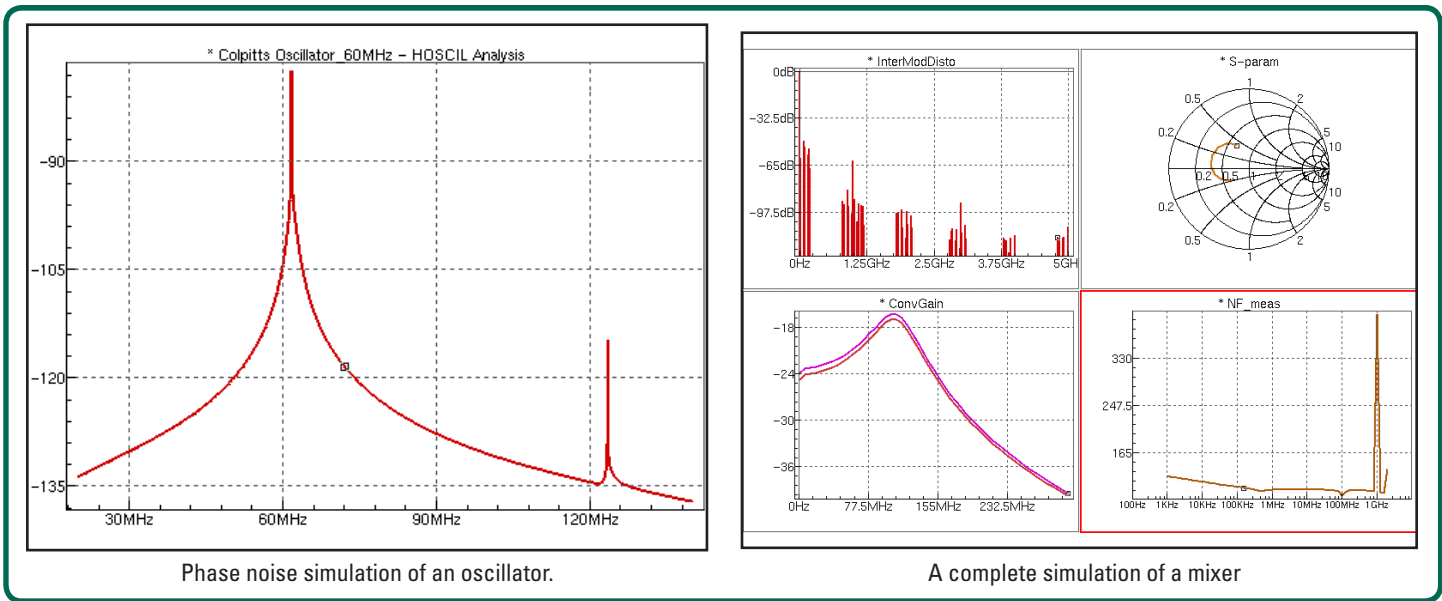 * Colpitts Oscillator_60MHz – HOSCIL Analysis
-90
-105
-120
-135
30MHz 60MHz 90MHz 120MHz
Phase noise simulation of an oscillator.
* InterModDisto
0dB
-32.5dB
-65dB
-97.5dB
0Hz 1.25GHz 2.5GHz 3.75GHz 5GH
* S-param
1
0.5 2
0.2 5
10
0.2 0.5 1 2
10
0.2 5
0.5 2
1
* ConvGain
-18
-24
-30
-36
0Hz 77.5MHz 155MHz 232.5MHz
* NF_meas
330
247.5
165
100Hz 1KHz 10KHz 100KHz 1MHz 10MHz 100MHz 1GHz
A complete simulation of a mixer